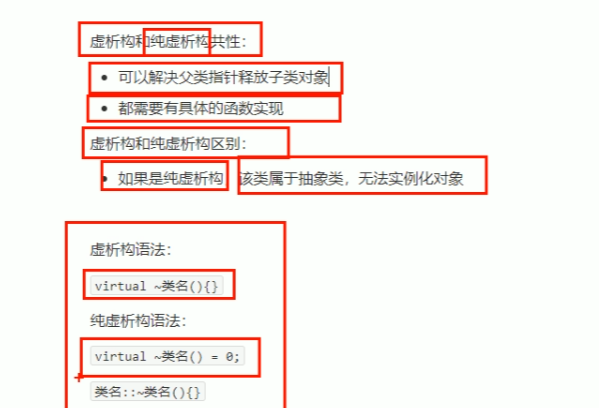 虚析构和纯虚析构共性：
可以解决父类指针释放子类对象
都需要有具体的函数实现
虚析构和纯虚析构区别：
如果是纯虚析构，该类属于抽象类，无法实例化对象
虚析构语法：
virtual ~类名(){}
纯虚析构语法：
virtual ~类名() = 0;
类名::~类名(){}